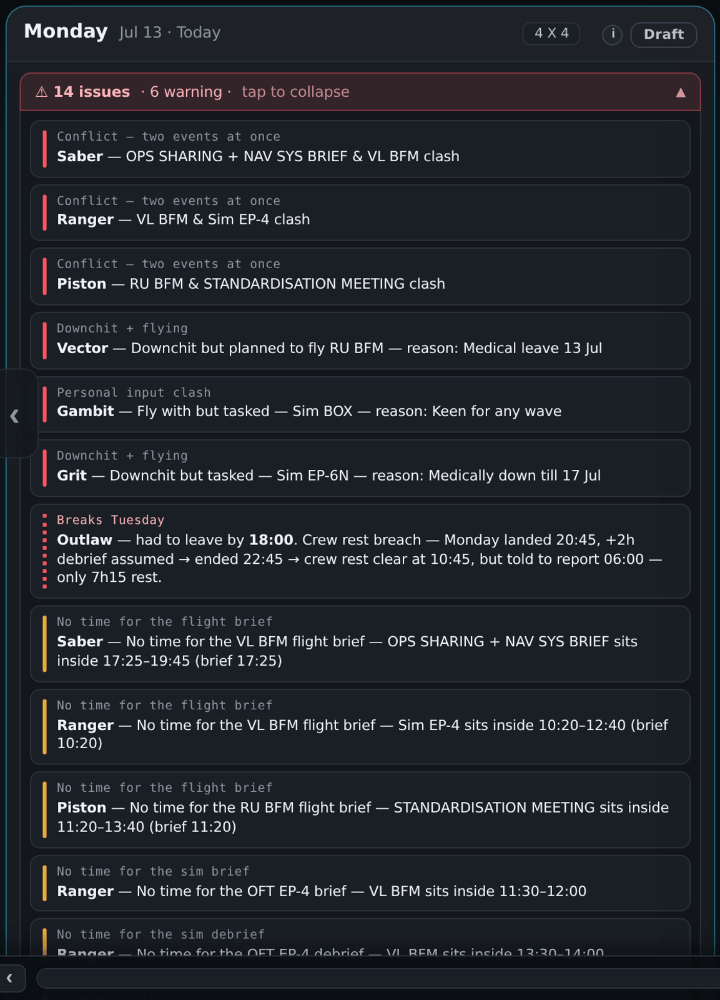 Monday Jul 13 · Today 4 X 4 i Draft
⚠ 14 issues · 6 warning · tap to collapse ▲
Conflict — two events at once
Saber — OPS SHARING + NAV SYS BRIEF & VL BFM clash
Conflict — two events at once
Ranger — VL BFM & Sim EP-4 clash
Conflict — two events at once
Piston — RU BFM & STANDARDISATION MEETING clash
Downchit + flying
Vector — Downchit but planned to fly RU BFM — reason: Medical leave 13 Jul
Personal input clash
Gambit — Fly with but tasked — Sim BOX — reason: Keen for any wave
Downchit + flying
Grit — Downchit but tasked — Sim EP-6N — reason: Medically down till 17 Jul
Breaks Tuesday
Outlaw — had to leave by 18:00. Crew rest breach — Monday landed 20:45, +2h
debrief assumed → ended 22:45 → crew rest clear at 10:45, but told to report 06:00 —
only 7h15 rest.
No time for the flight brief
Saber — No time for the VL BFM flight brief — OPS SHARING + NAV SYS BRIEF sits
inside 17:25–19:45 (brief 17:25)
No time for the flight brief
Ranger — No time for the VL BFM flight brief — Sim EP-4 sits inside 10:20–12:40 (brief
10:20)
No time for the flight brief
Piston — No time for the RU BFM flight brief — STANDARDISATION MEETING sits inside
11:20–13:40 (brief 11:20)
No time for the sim brief
Ranger — No time for the OFT EP-4 brief — VL BFM sits inside 11:30–12:00
No time for the sim debrief
Ranger — No time for the OFT EP-4 debrief — VL BFM sits inside 13:30–14:00